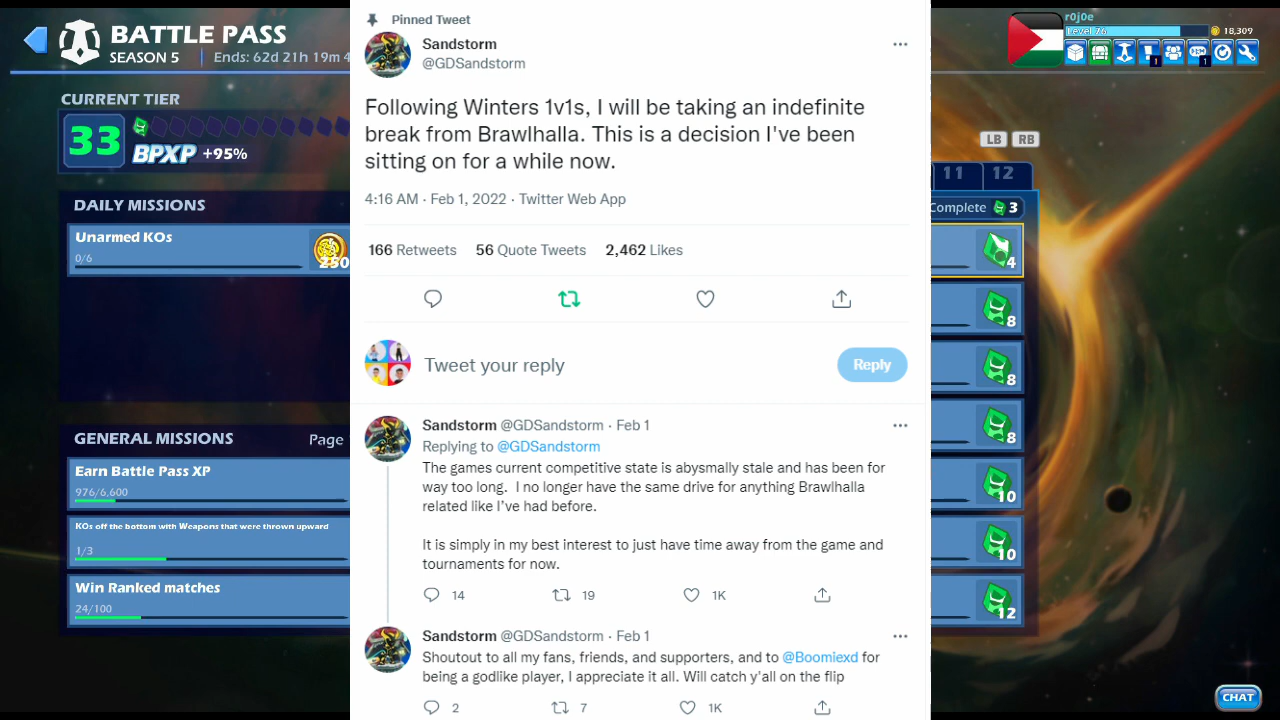 BATTLE PASS
SEASON 5
Ends: 62d 21h 19m 4
CURRENT TIER
33
BPXP +95%
DAILY MISSIONS
Unarmed KOs
0/6
250
GENERAL MISSIONS
Page
Earn Battle Pass XP
976/6,600
KOs off the bottom with Weapons that were thrown upward
1/3
Win Ranked matches
24/100
Pinned Tweet
Sandstorm
@GDSandstorm
Following Winters 1v1s, I will be taking an indefinite
break from Brawlhalla. This is a decision I've been
sitting on for a while now.
4:16 AM · Feb 1, 2022 · Twitter Web App
166 Retweets 56 Quote Tweets 2,462 Likes
Tweet your reply
Reply
Sandstorm @GDSandstorm · Feb 1
Replying to @GDSandstorm
The games current competitive state is abysmally stale and has been for
way too long. I no longer have the same drive for anything Brawlhalla
related like I've had before.
It is simply in my best interest to just have time away from the game and
tournaments for now.
14 19 1K
Sandstorm @GDSandstorm · Feb 1
Shoutout to all my fans, friends, and supporters, and to @Boomiexd for
being a godlike player, I appreciate it all. Will catch y'all on the flip
2 7 1K
r0j0e
Level 76
18,309
1
1
LB RB
11 12
Complete 3
4
8
8
8
10
10
12
CHAT